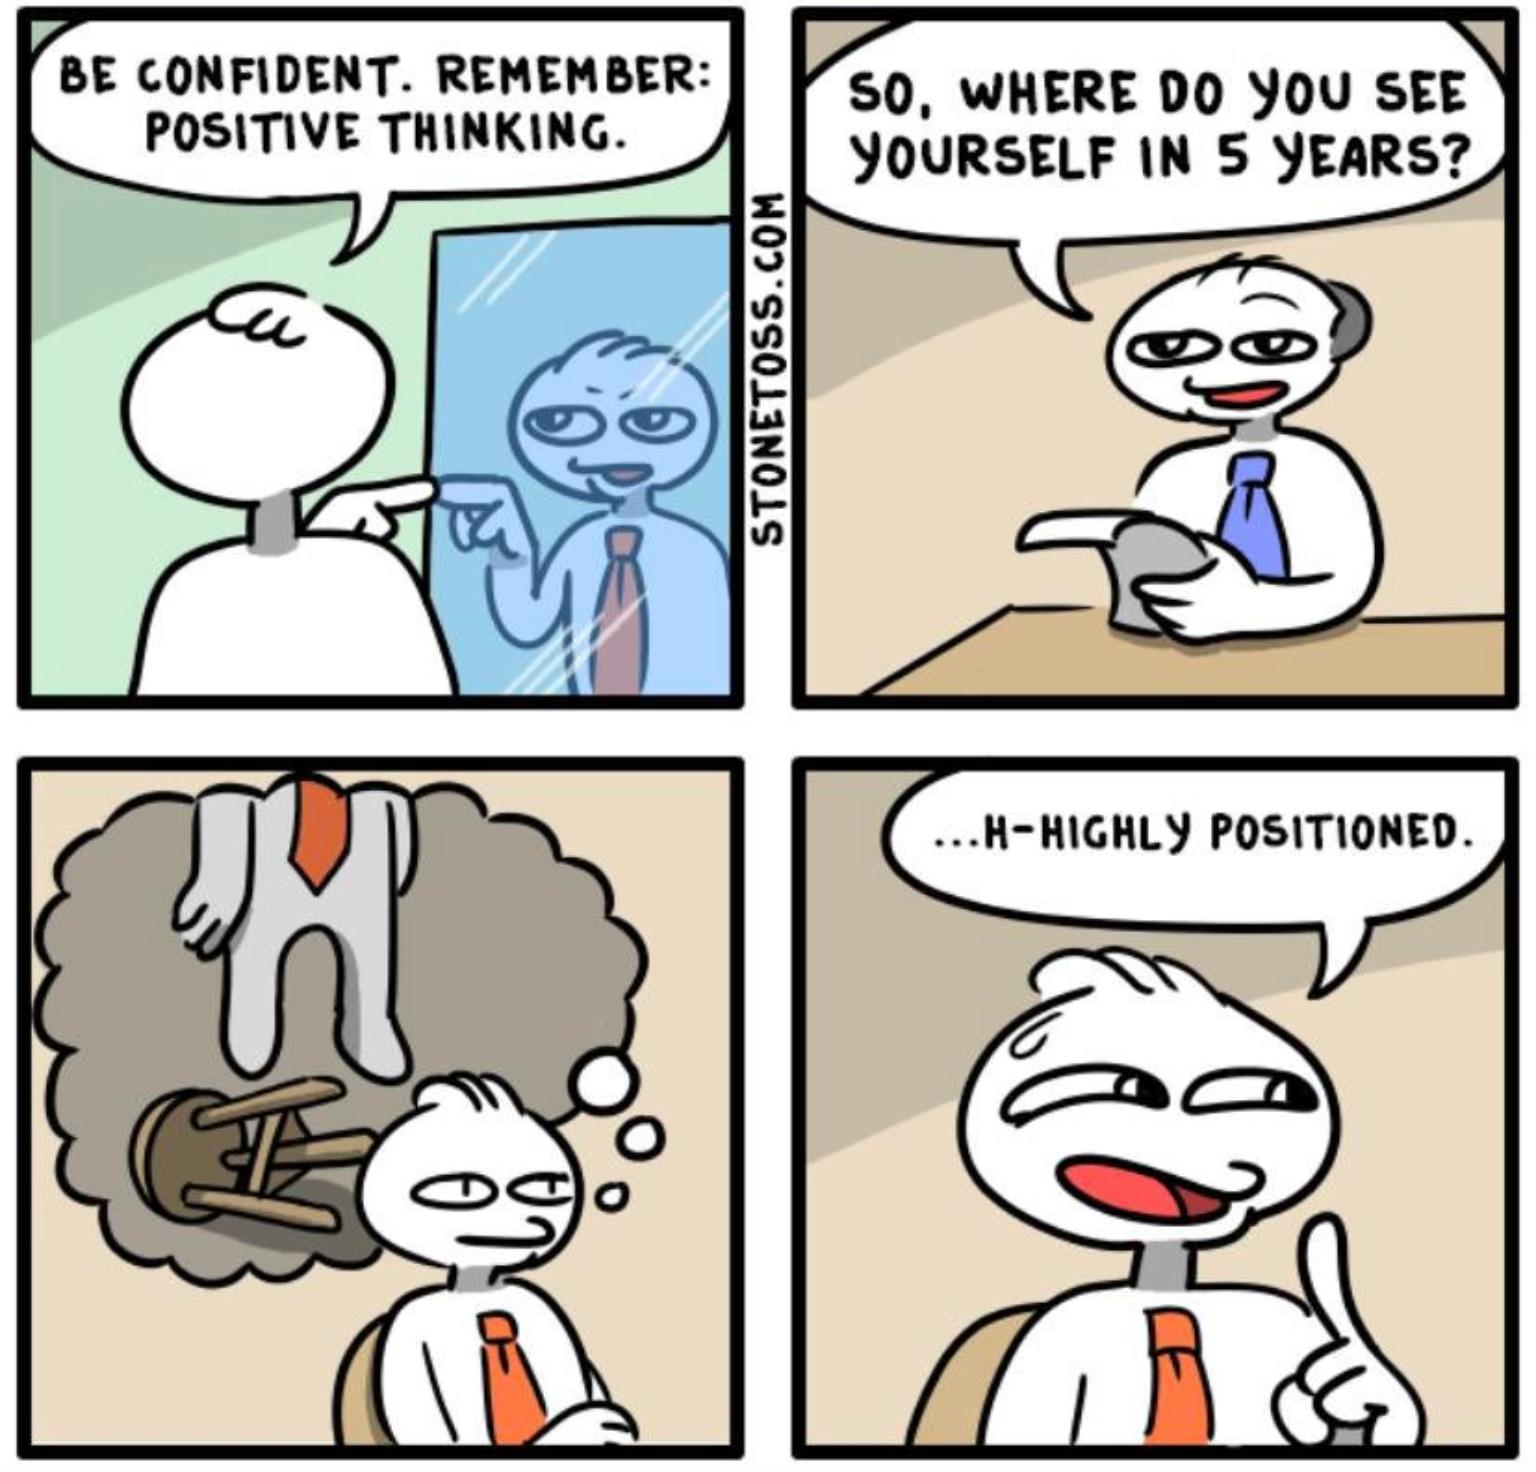 BE CONFIDENT. REMEMBER:
POSITIVE THINKING.
SO, WHERE DO YOU SEE
YOURSELF IN 5 YEARS?
STONETOSS.COM
...H-HIGHLY POSITIONED.